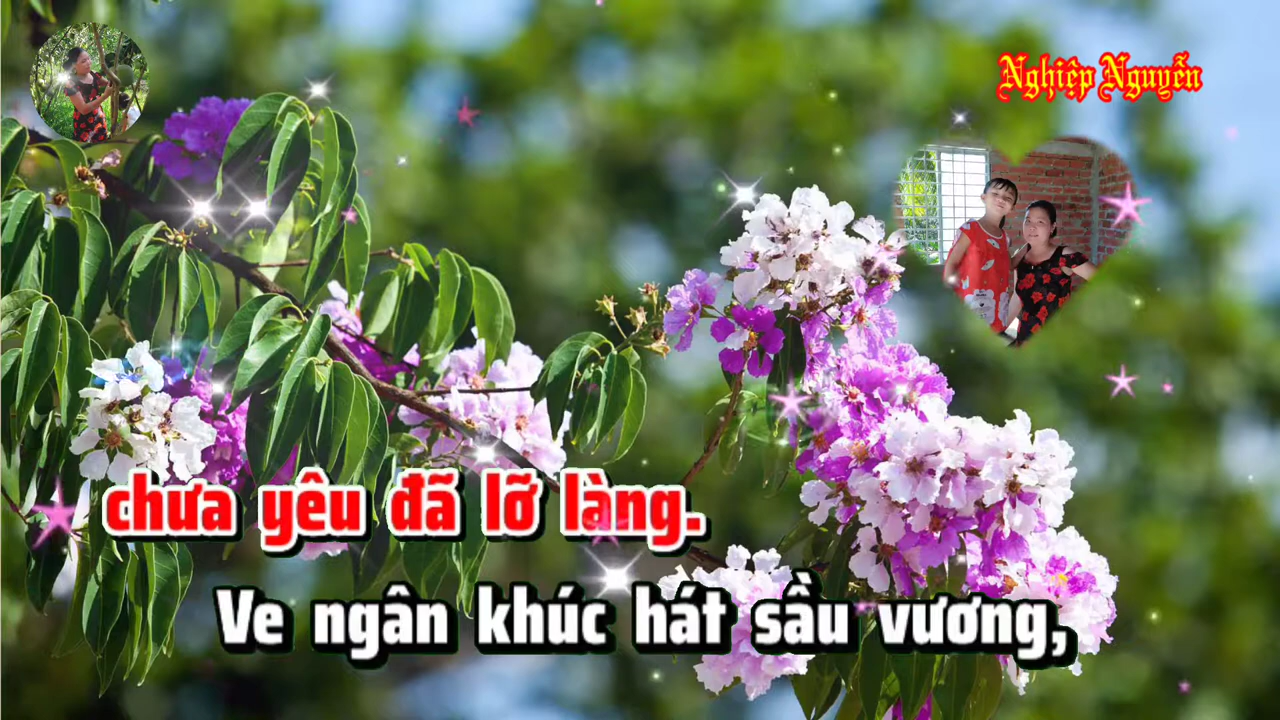 Nghiệp Nguyễn
chưa yêu đã lỡ làng.
Ve ngân khúc hát sầu vương,